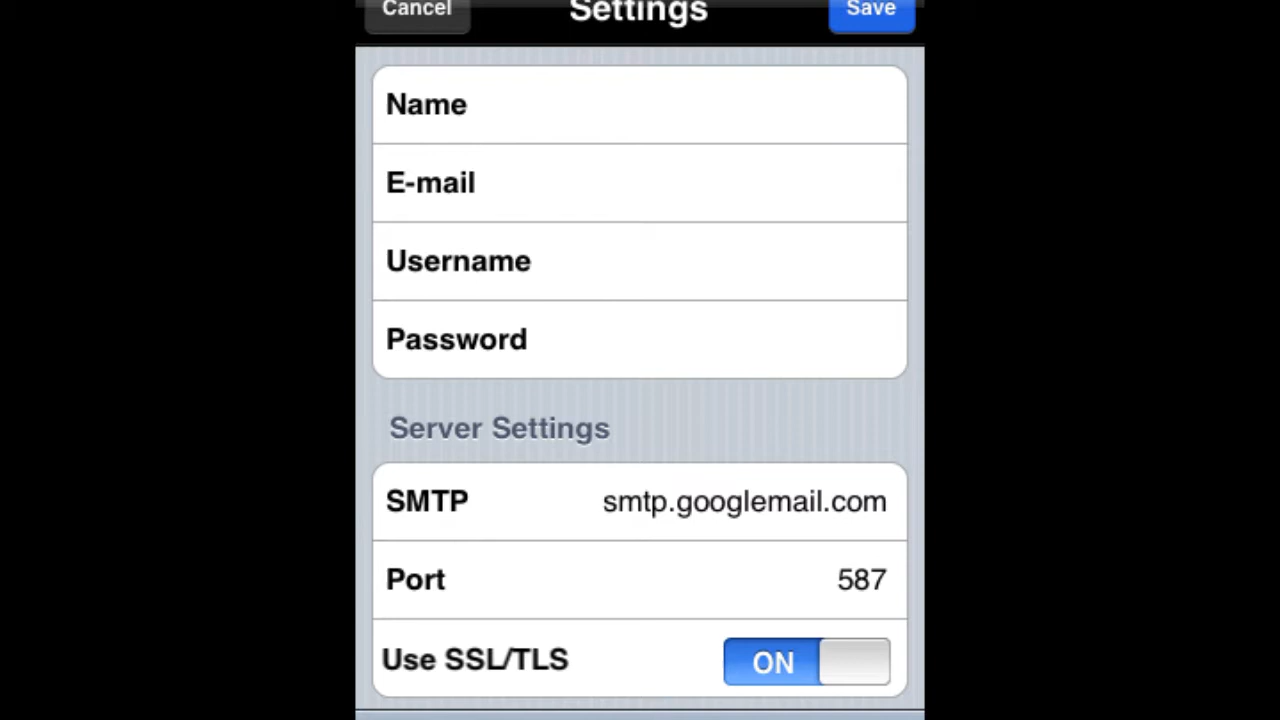 Cancel Settings Save
Name
E-mail
Username
Password
Server Settings
SMTP smtp.googlemail.com
Port 587
Use SSL/TLS ON